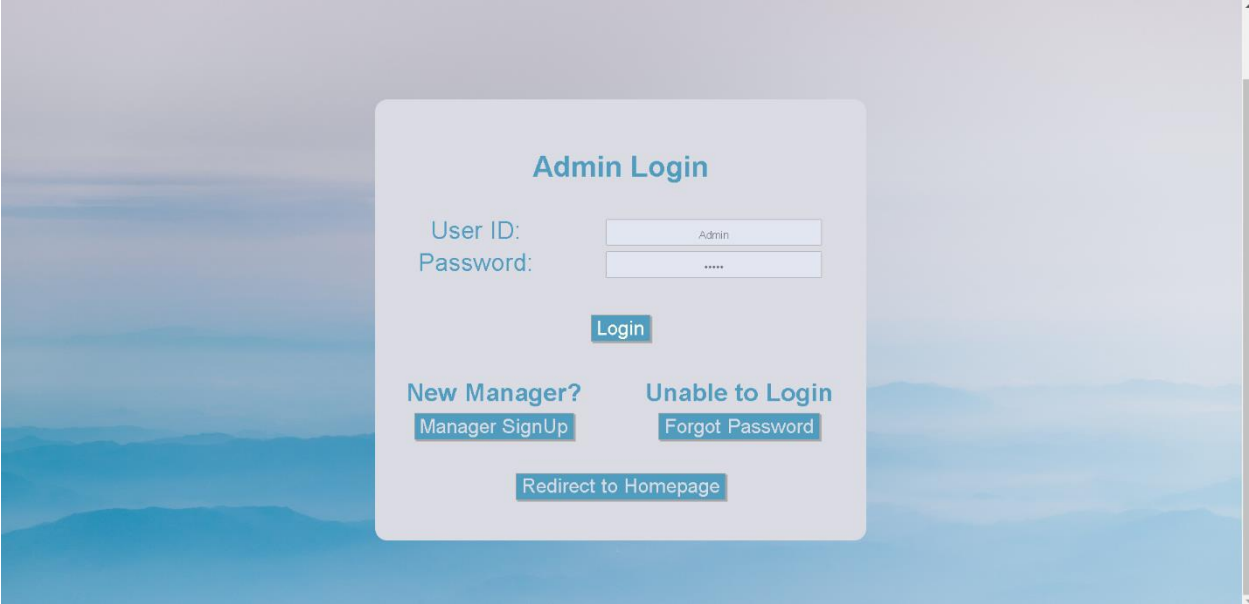 Admin Login
User ID: Admin
Password: •••••
Login
New Manager? Unable to Login
Manager SignUp Forgot Password
Redirect to Homepage